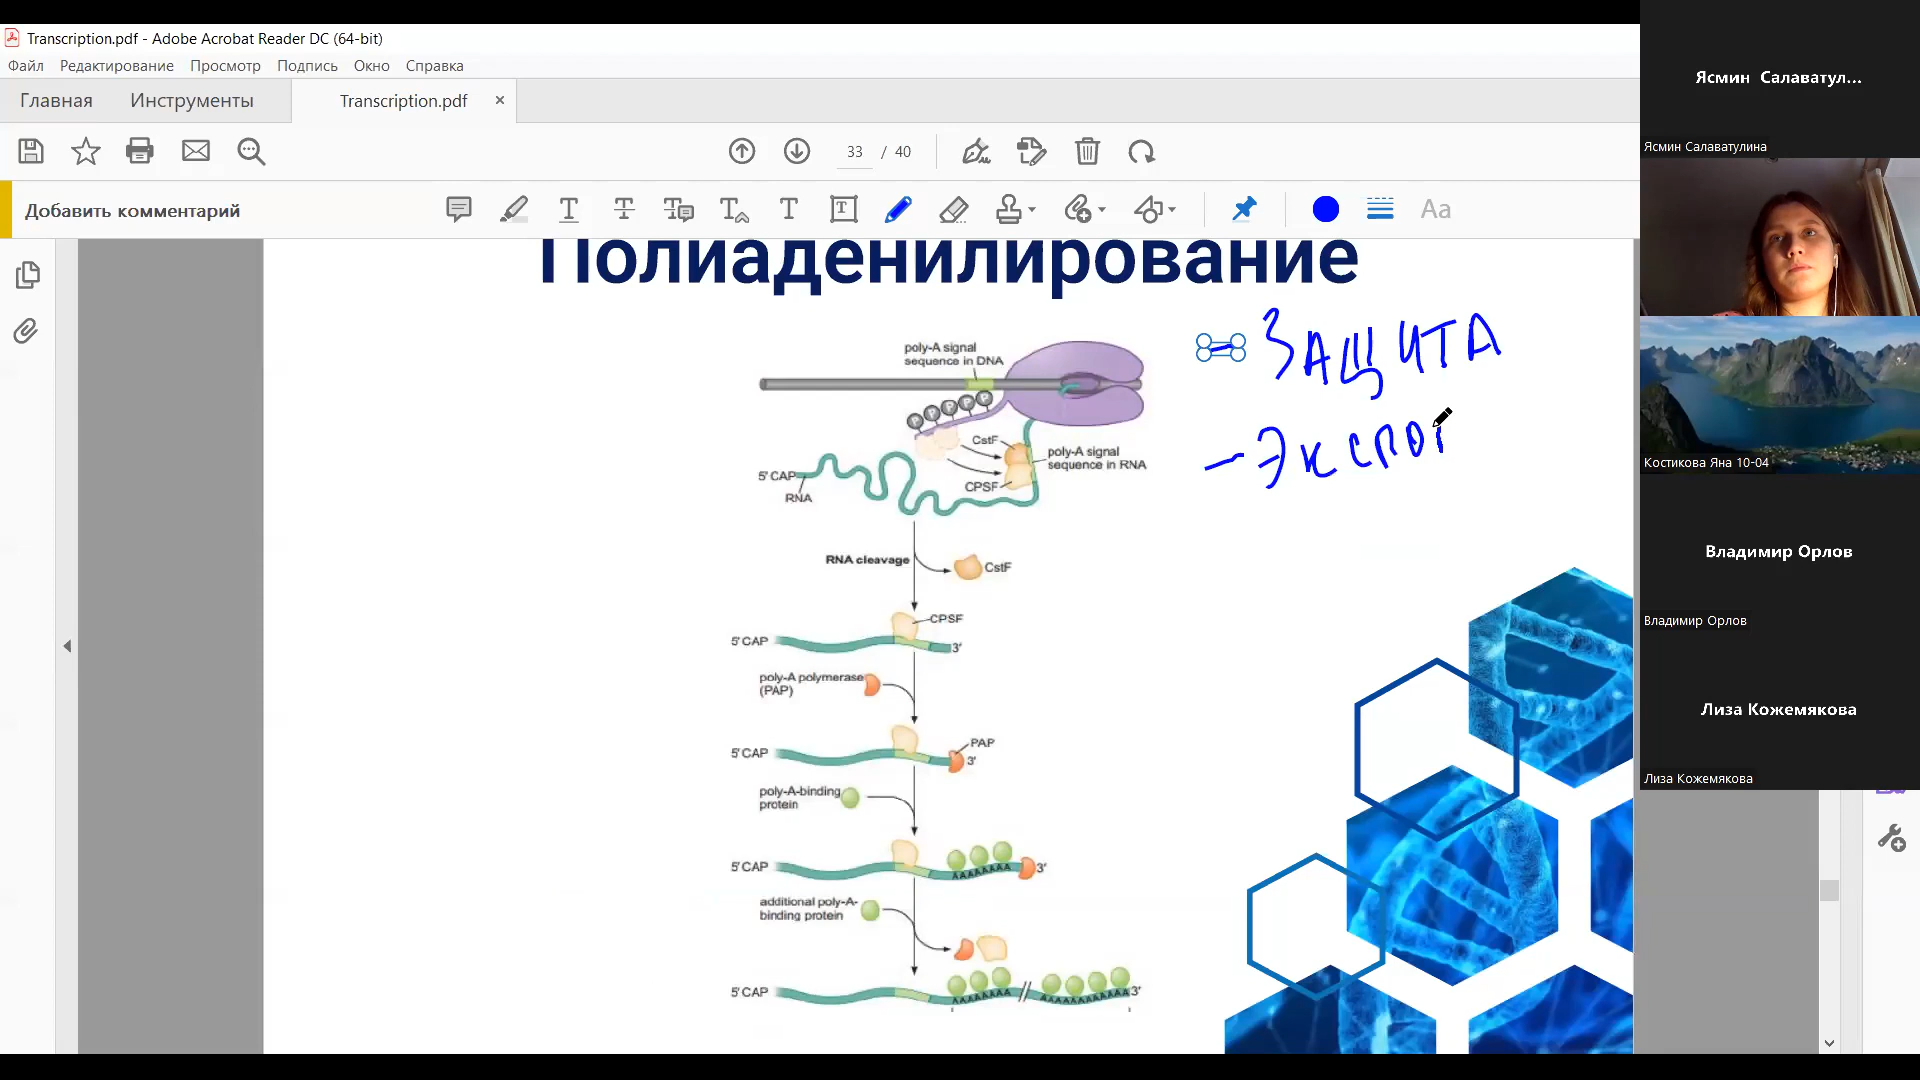 Transcription.pdf - Adobe Acrobat Reader DC (64-bit)
Файл Редактирование Просмотр Подпись Окно Справка
Главная Инструменты Transcription.pdf ×
33 / 40
Добавить комментарий
Aa
Полиаденилирование
poly-A signal
sequence in DNA
P P P P P
CstF
poly-A signal
sequence in RNA
5' CAP
RNA
CPSF
RNA cleavage
CstF
CPSF
5' CAP 3'
poly-A polymerase
(PAP)
PAP
5' CAP 3'
poly-A-binding
protein
5' CAP AAAAAAAA 3'
additional poly-A-
binding protein
5' CAP AAAAAAAA // AAAAAAAAAAAA 3'
ЗАЩИТА
- ЭКСПОР
Ясмин Салаватул...
Ясмин Салаватулина
Костикова Яна 10-04
Владимир Орлов
Владимир Орлов
Лиза Кожемякова
Лиза Кожемякова